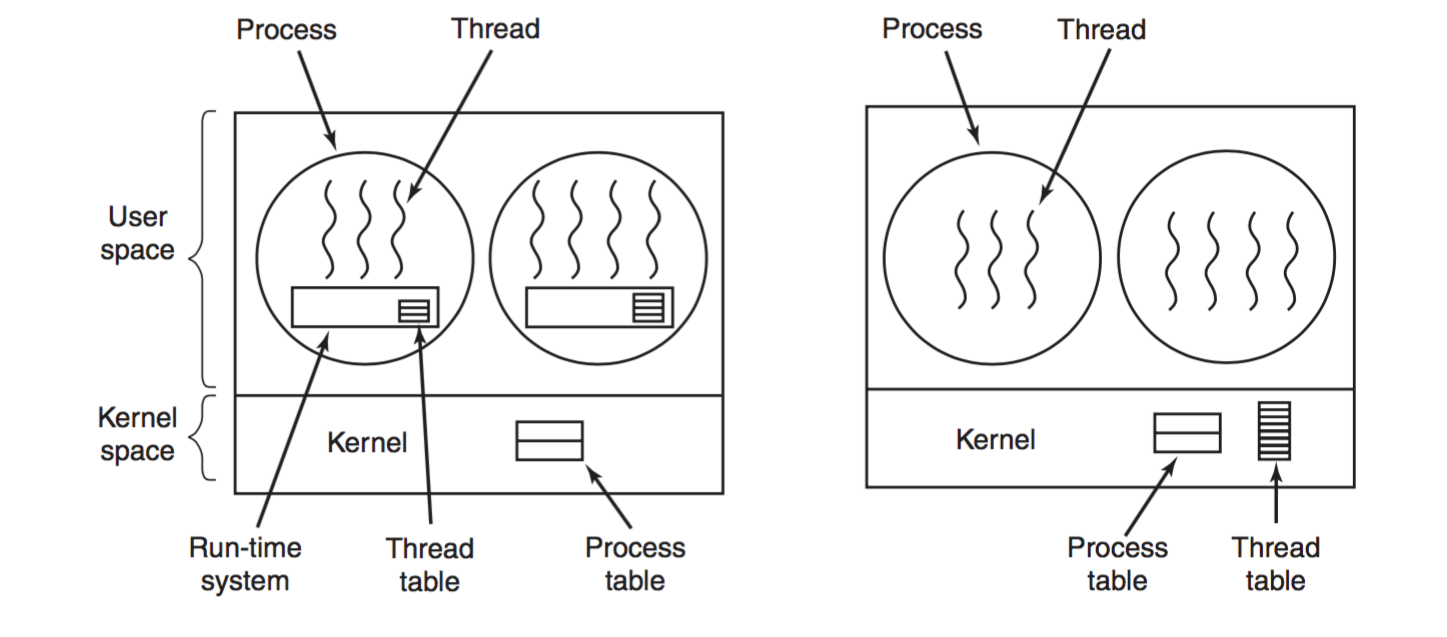 Process
Thread
Process
Thread
User
space
Kernel
space
Kernel
Kernel
Run-time
system
Thread
table
Process
table
Process
table
Thread
table